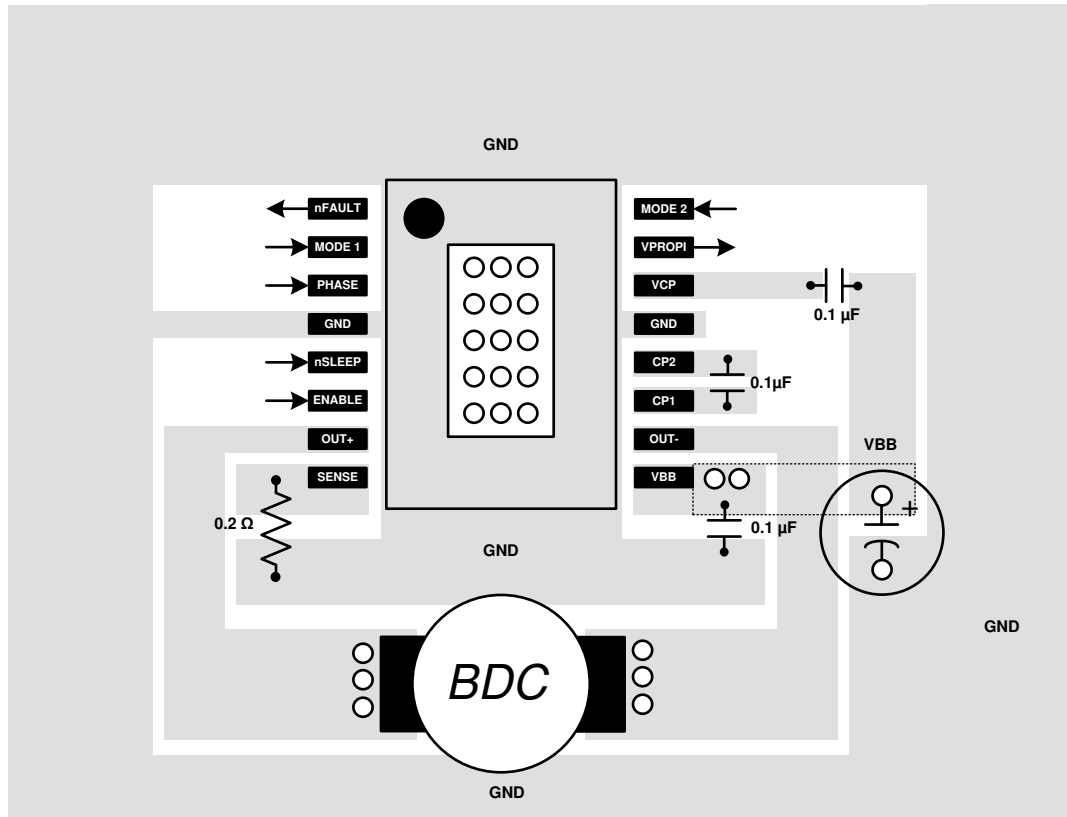 GND
nFAULT
MODE 1
PHASE
GND
nSLEEP
ENABLE
OUT+
SENSE
MODE 2
VPROPI
VCP
GND
CP2
CP1
OUT-
VBB
0.1 µF
0.1µF
VBB
+
0.1 µF
0.2 Ω
GND
GND
BDC
GND